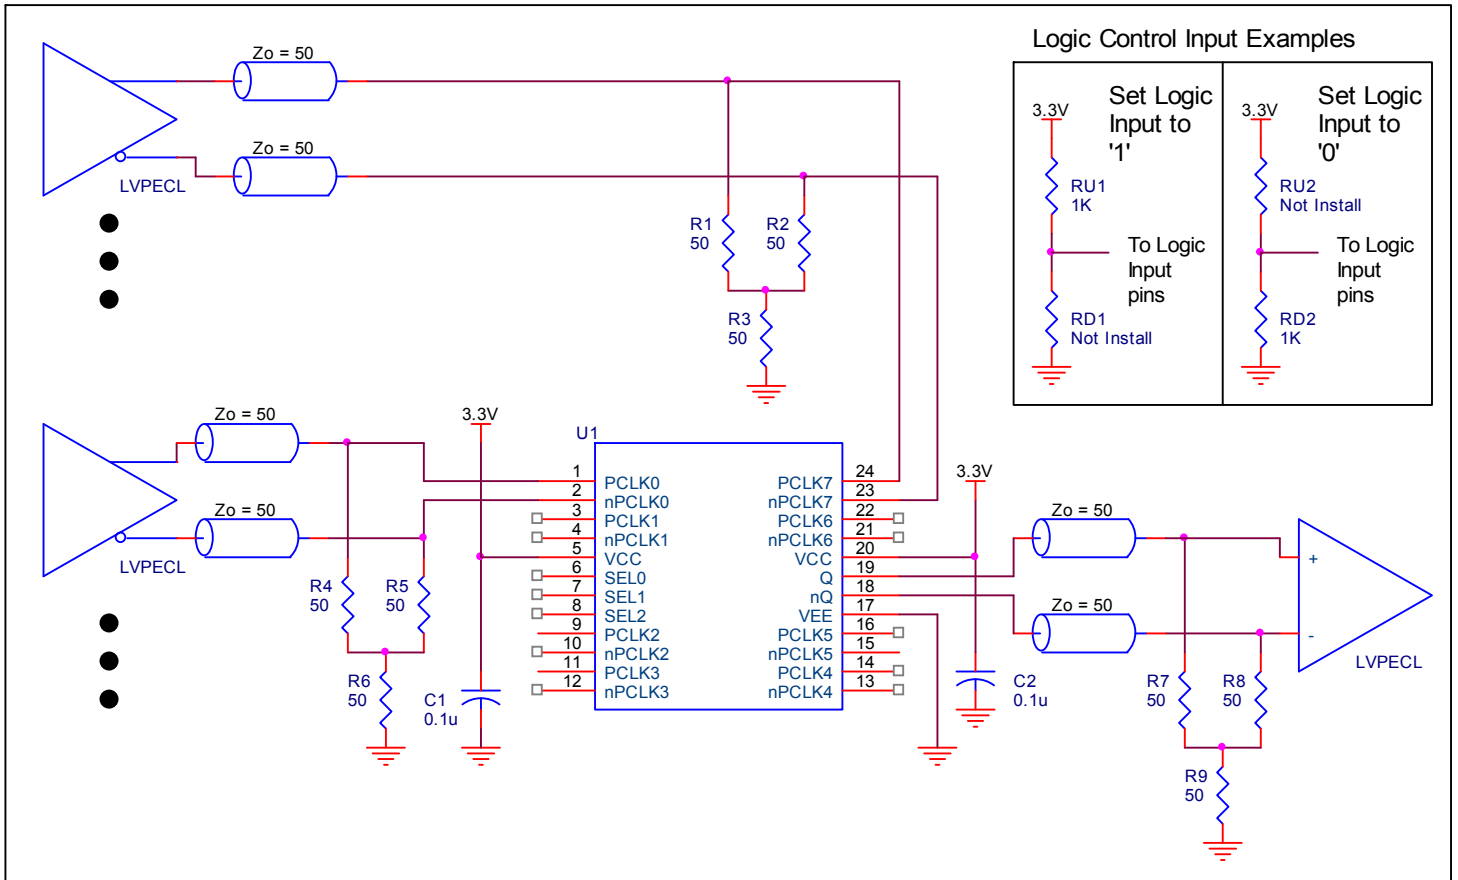 Logic Control Input Examples
Zo = 50
Zo = 50
LVPECL
3.3V
Set Logic
Input to
'1'
RU1
1K
To Logic
Input
pins
RD1
Not Install
3.3V
Set Logic
Input to
'0'
RU2
Not Install
To Logic
Input
pins
RD2
1K
R1
50
R2
50
R3
50
Zo = 50
Zo = 50
LVPECL
R4
50
R5
50
R6
50
3.3V
C1
0.1u
U1
1 PCLK0
2 nPCLK0
3 PCLK1
4 nPCLK1
5 VCC
6 SEL0
7 SEL1
8 SEL2
9 PCLK2
10 nPCLK2
11 PCLK3
12 nPCLK3
PCLK7 24
nPCLK7 23
PCLK6 22
nPCLK6 21
VCC 20
Q 19
nQ 18
VEE 17
PCLK5 16
nPCLK5 15
PCLK4 14
nPCLK4 13
3.3V
C2
0.1u
Zo = 50
Zo = 50
+
-
LVPECL
R7
50
R8
50
R9
50